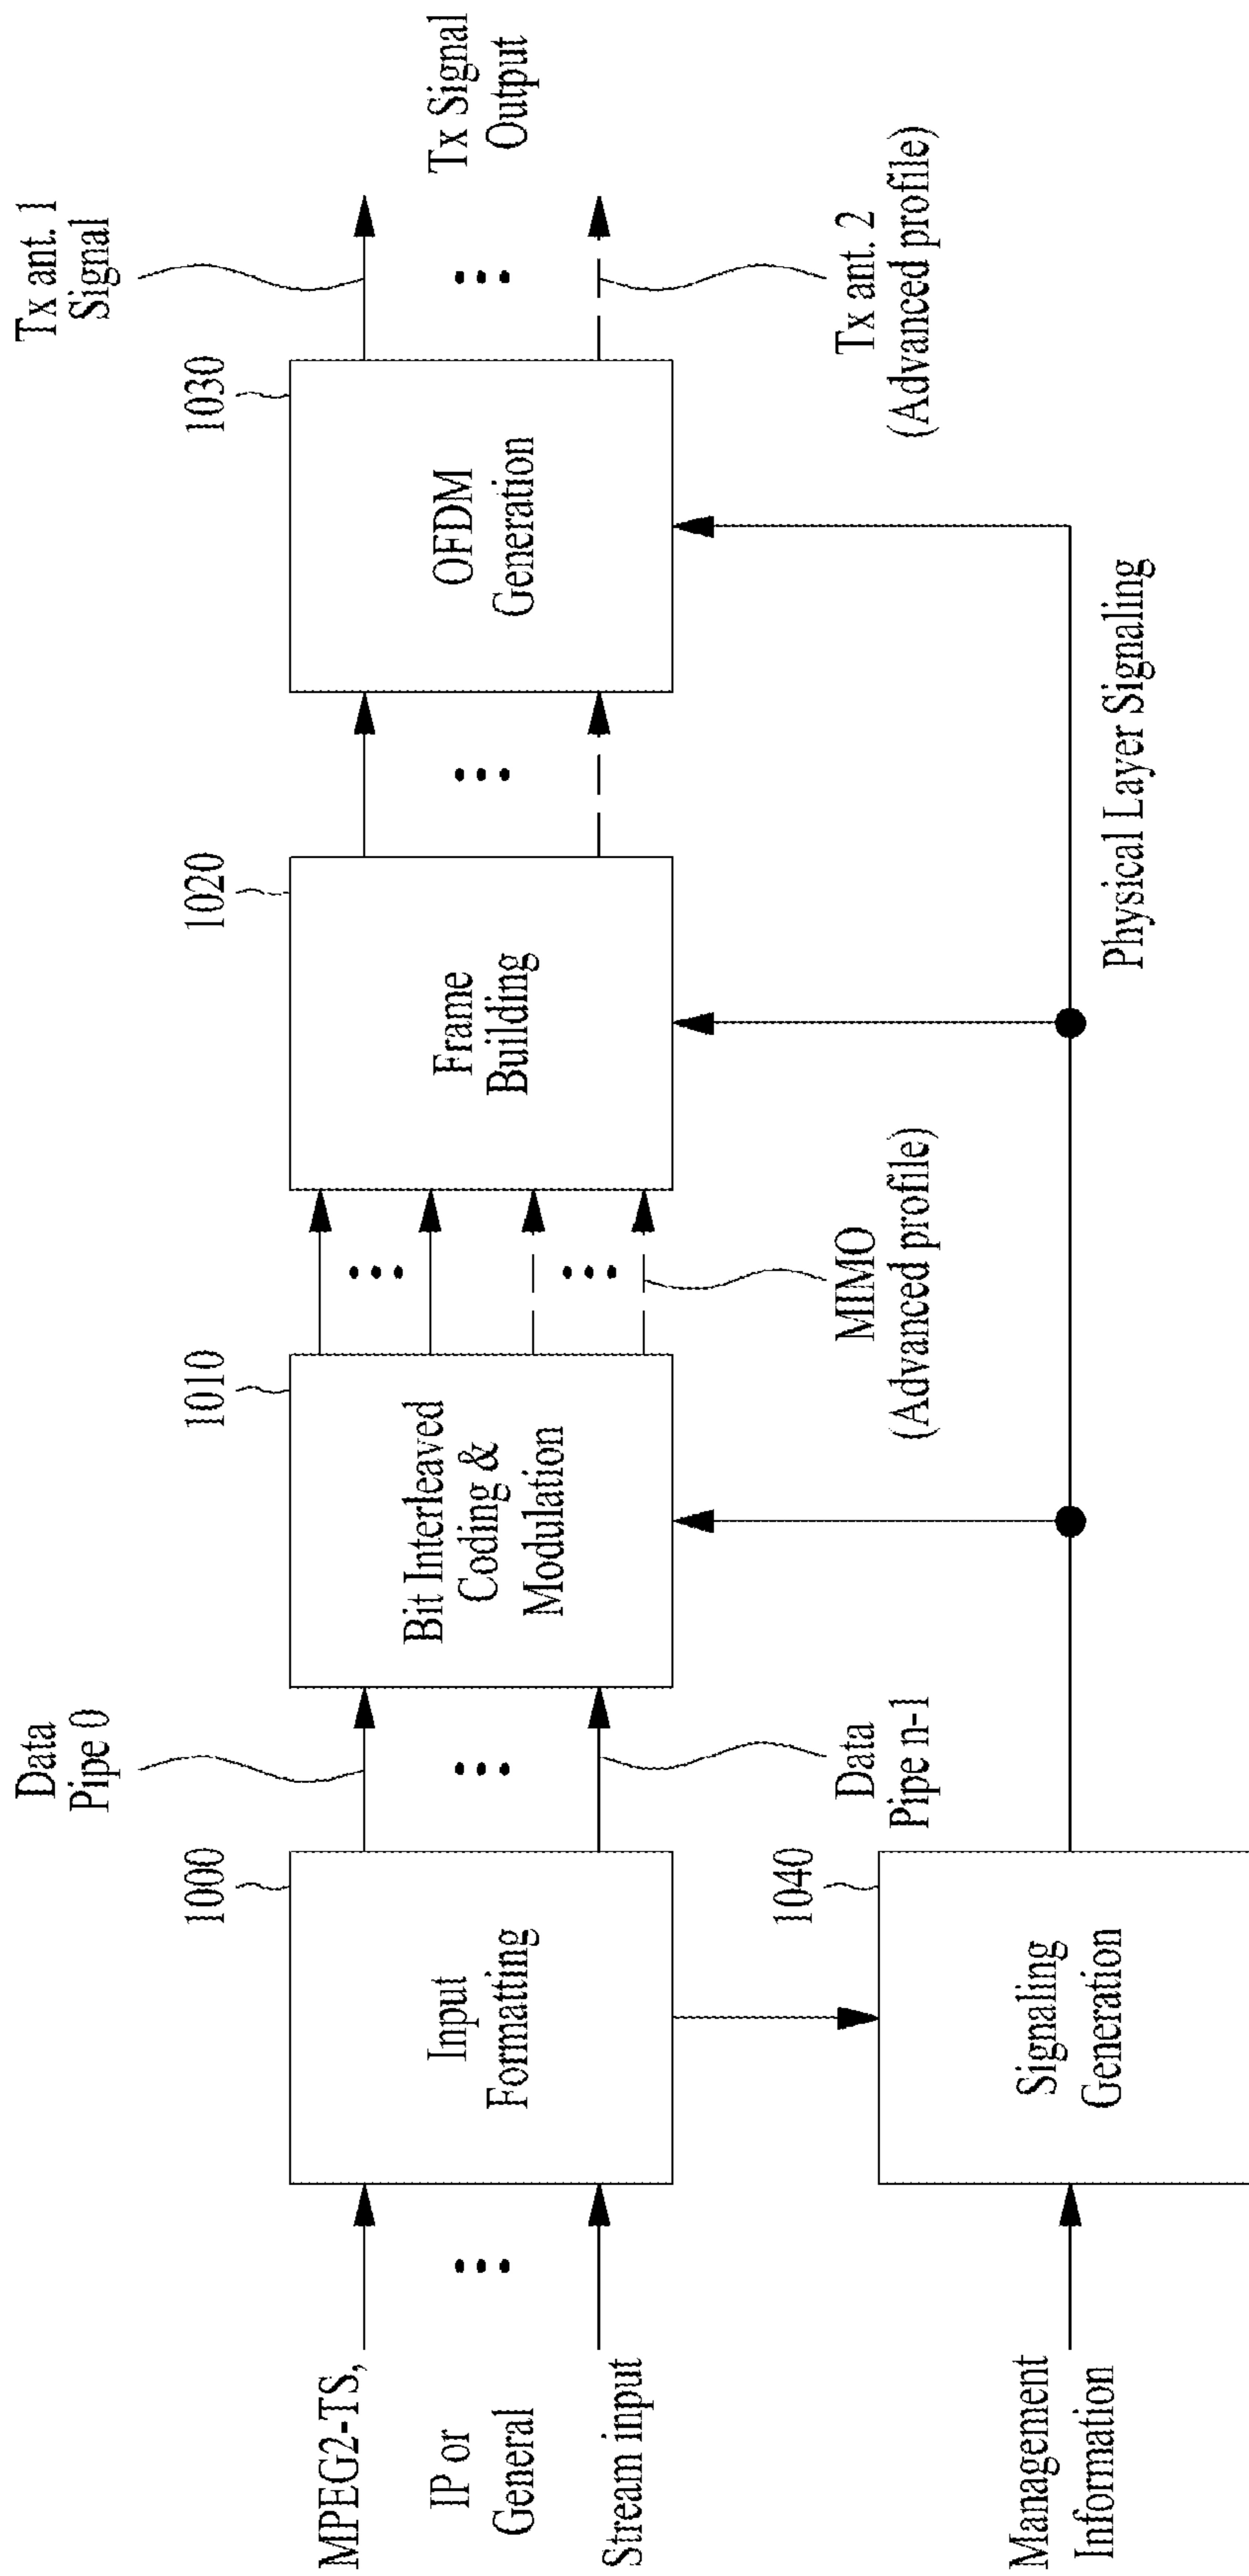 Tx ant. 1
Signal
Tx Signal
Output
Tx ant. 2
(Advanced profile)
1030
OFDM
Generation
1020
Frame
Building
Physical Layer Signaling
MIMO
(Advanced profile)
1010
Bit Interleaved
Coding &
Modulation
Data
Pipe 0
Data
Pipe n-1
1000
Input
Formatting
1040
Signaling
Generation
MPEG2-TS,
IP or
General
Stream input
Management
Information